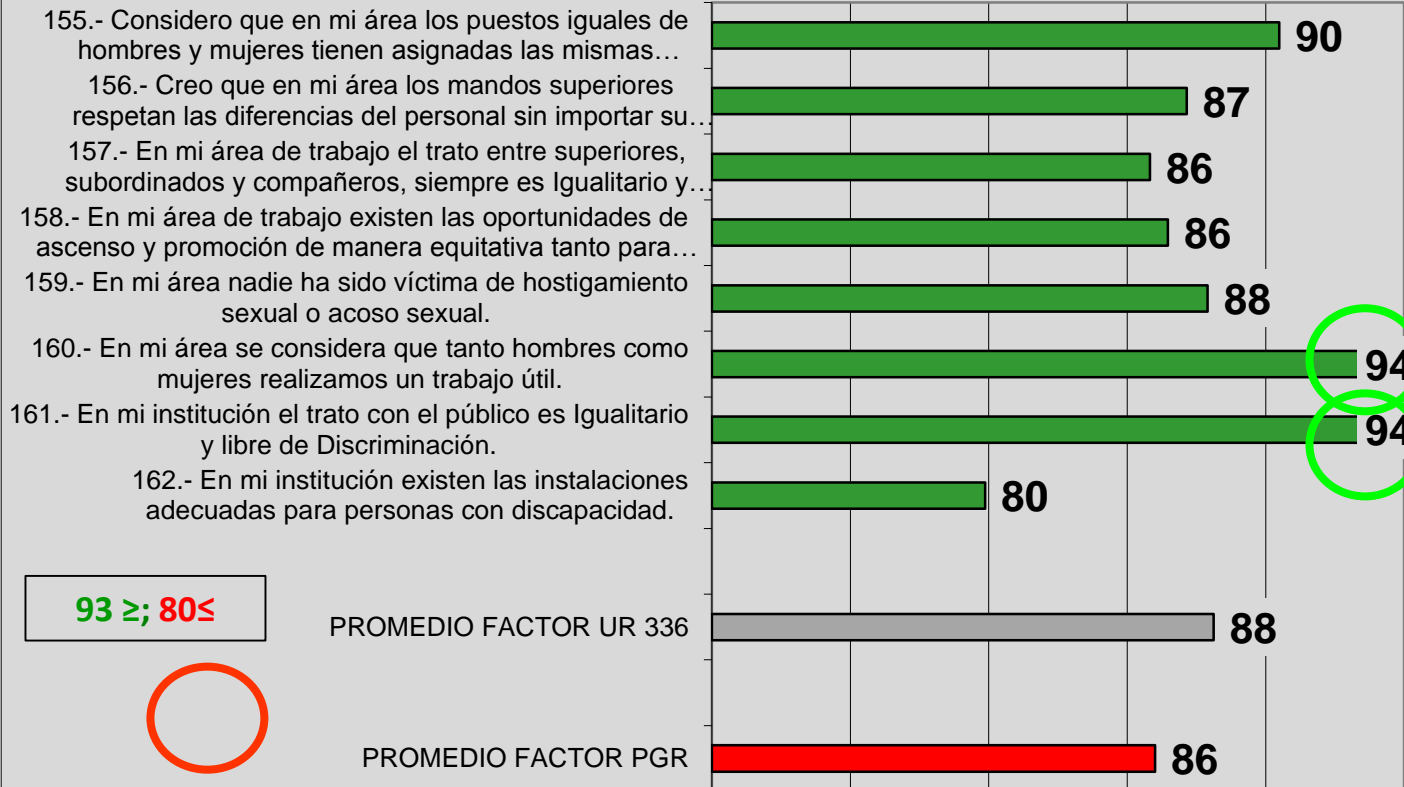 155.- Considero que en mi área los puestos iguales de
hombres y mujeres tienen asignadas las mismas…
90
156.- Creo que en mi área los mandos superiores
respetan las diferencias del personal sin importar su…
87
157.- En mi área de trabajo el trato entre superiores,
subordinados y compañeros, siempre es Igualitario y…
86
158.- En mi área de trabajo existen las oportunidades de
ascenso y promoción de manera equitativa tanto para…
86
159.- En mi área nadie ha sido víctima de hostigamiento
sexual o acoso sexual.
88
160.- En mi área se considera que tanto hombres como
mujeres realizamos un trabajo útil.
94
161.- En mi institución el trato con el público es Igualitario
y libre de Discriminación.
94
162.- En mi institución existen las instalaciones
adecuadas para personas con discapacidad.
80
93 ≥; 80≤
PROMEDIO FACTOR UR 336
88
PROMEDIO FACTOR PGR
86